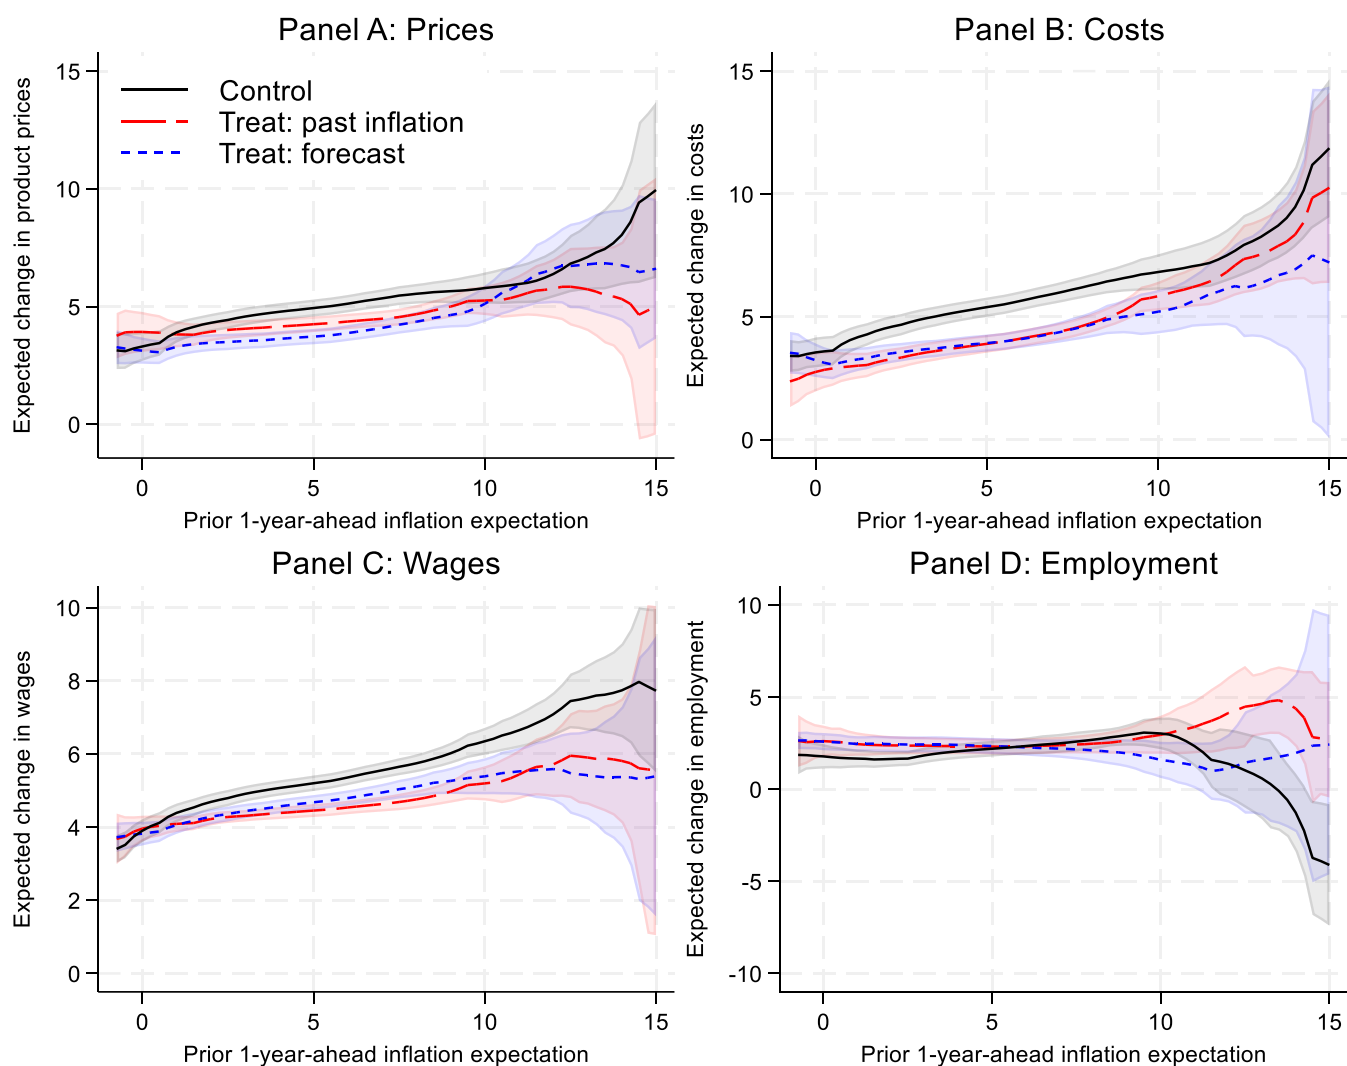 Panel A: Prices
Expected change in product prices
15
10
5
0
Control
Treat: past inflation
Treat: forecast
0
5
10
15
Prior 1-year-ahead inflation expectation
Panel B: Costs
Expected change in costs
15
10
5
0
0
5
10
15
Prior 1-year-ahead inflation expectation
Panel C: Wages
Expected change in wages
10
8
6
4
2
0
0
5
10
15
Prior 1-year-ahead inflation expectation
Panel D: Employment
Expected change in employment
10
5
0
-5
-10
0
5
10
15
Prior 1-year-ahead inflation expectation